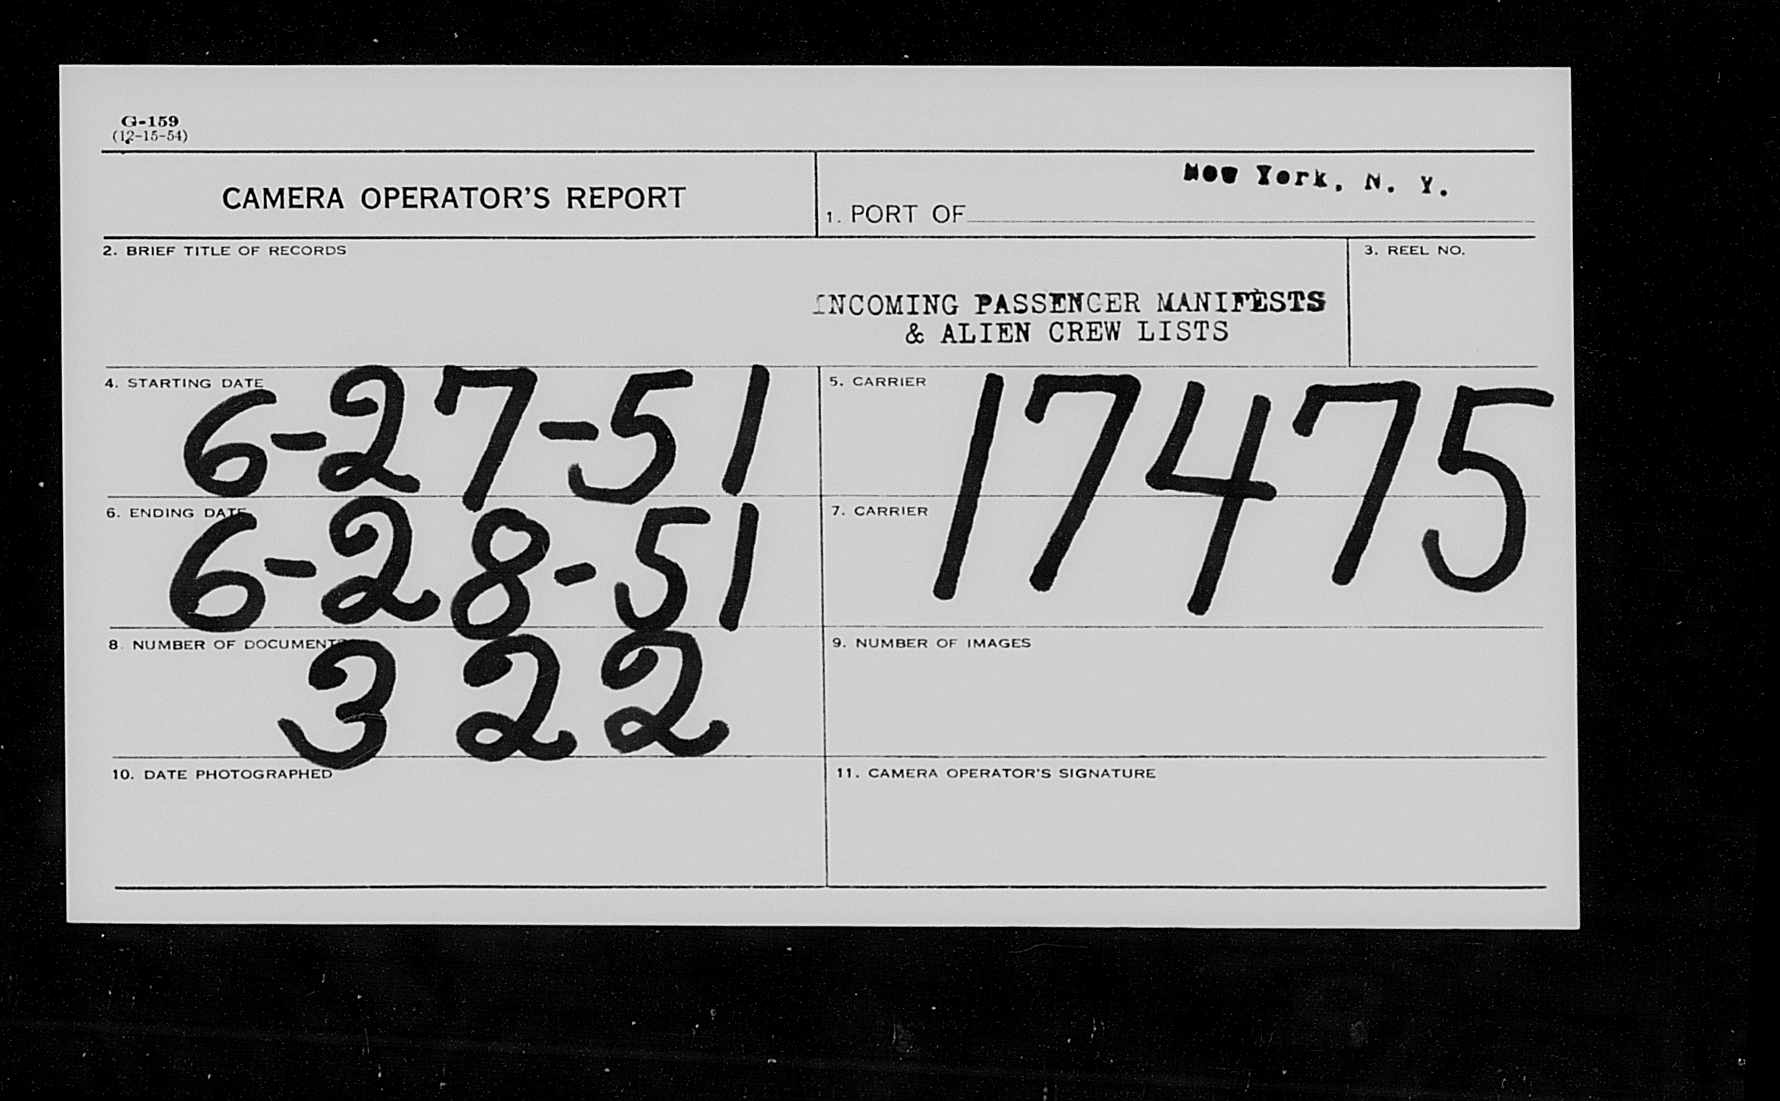 G-159
(12-15-54)
CAMERA OPERATOR'S REPORT
1. PORT OF New York, N. Y.
2. BRIEF TITLE OF RECORDS
INCOMING PASSENGER MANIFESTS
& ALIEN CREW LISTS
3. REEL NO.
4. STARTING DATE
6-27-51
5. CARRIER
17475
6. ENDING DATE
6-28-51
7. CARRIER
8. NUMBER OF DOCUMENTS
322
9. NUMBER OF IMAGES
10. DATE PHOTOGRAPHED
11. CAMERA OPERATOR'S SIGNATURE